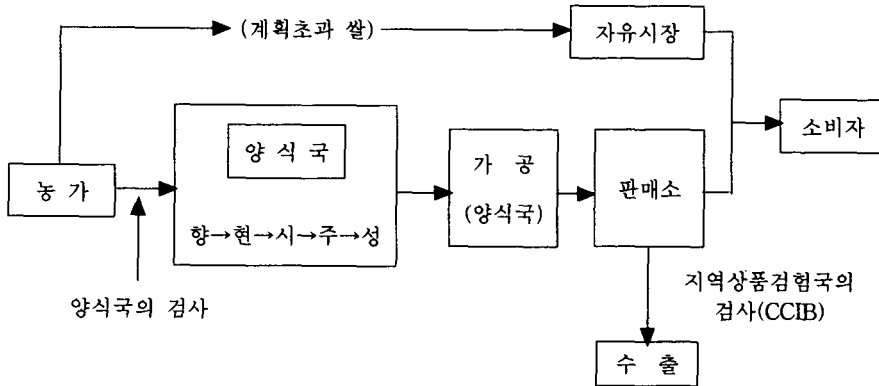 (계획초과 쌀)
자유시장
소비자
양 식 국
가 공
(양식국)
판매소
농 가
향→현→시→주→성
양식국의 검사
지역상품검험국의
검사(CCIB)
수 출